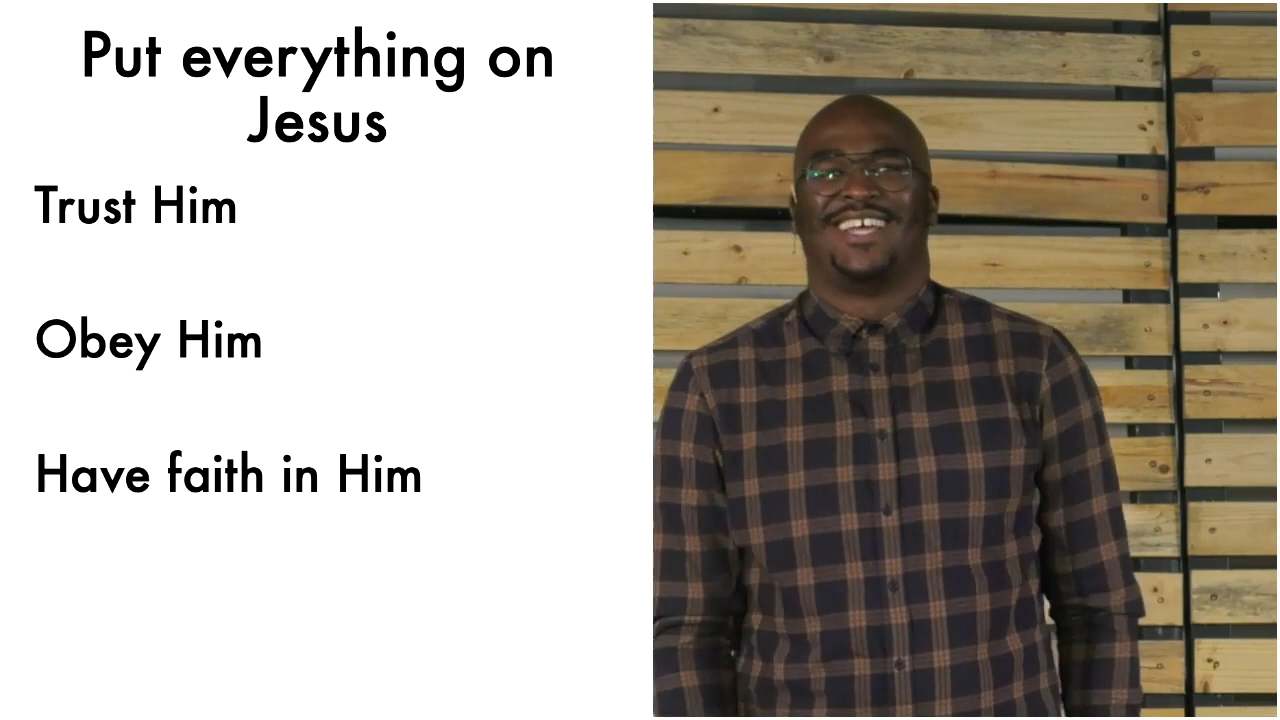 Put everything on
Jesus
Trust Him
Obey Him
Have faith in Him